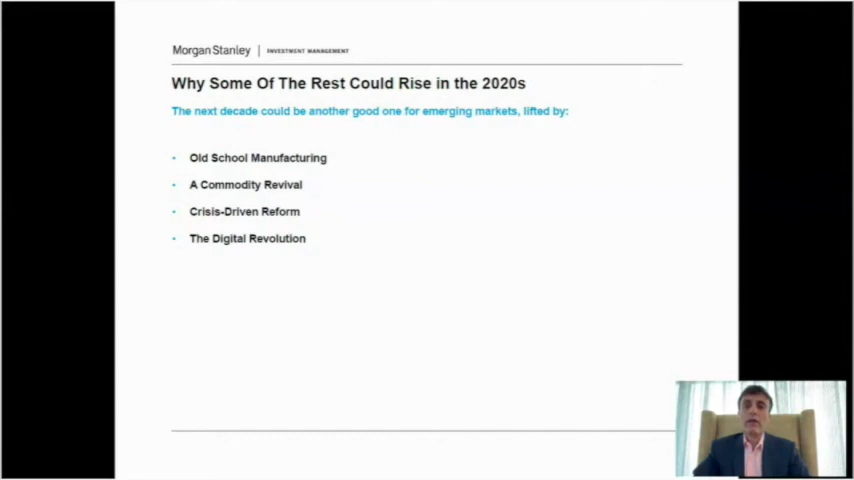 Morgan Stanley | INVESTMENT MANAGEMENT
Why Some Of The Rest Could Rise in the 2020s
The next decade could be another good one for emerging markets, lifted by:
• Old School Manufacturing
• A Commodity Revival
• Crisis-Driven Reform
• The Digital Revolution